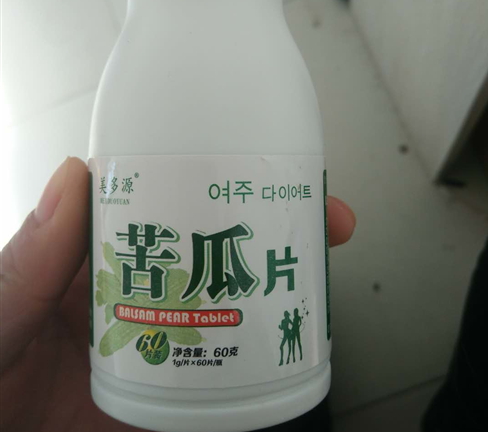 美多源®
여주 다이어트
苦瓜片
BALSAM PEAR Tablet
60
净含量：60克
1g/片×60片/瓶